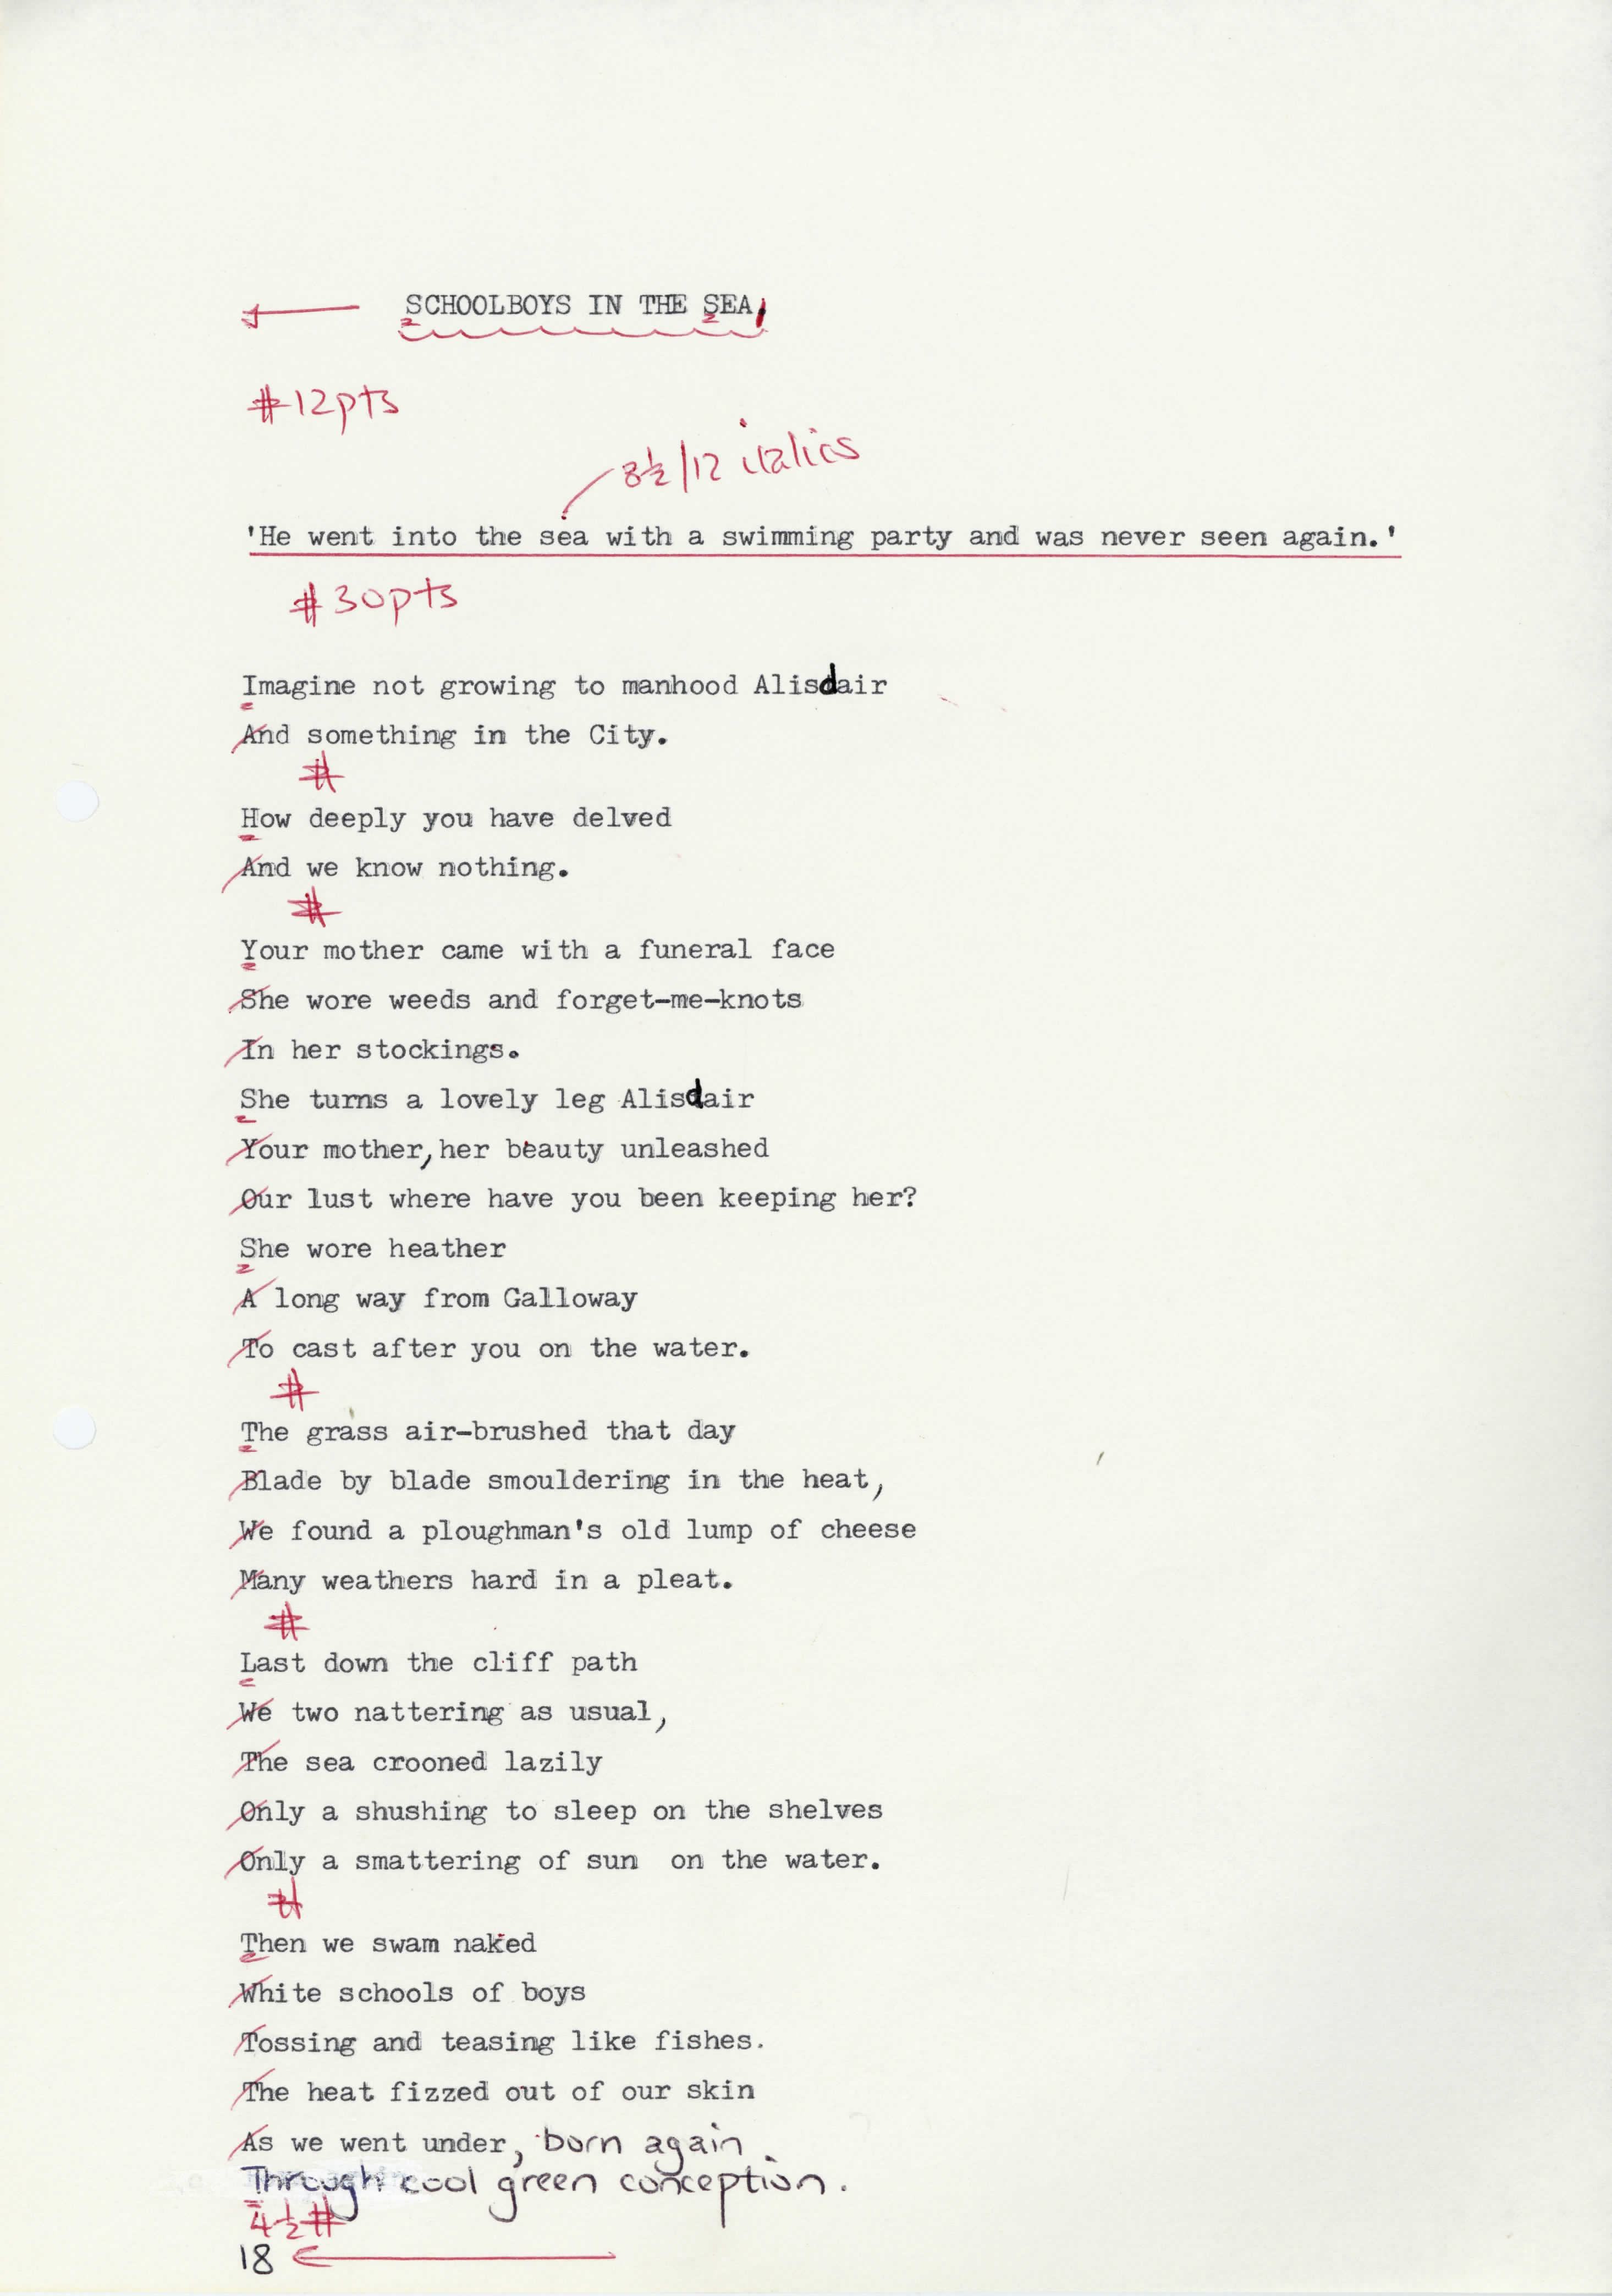 SCHOOLBOYS IN THE SEA
#12pts
8½/12 italics
'He went into the sea with a swimming party and was never seen again.'
#30pts
Imagine not growing to manhood Alisdair
And something in the City.
#
How deeply you have delved
And we know nothing.
#
Your mother came with a funeral face
She wore weeds and forget-me-knots
In her stockings.
She turns a lovely leg Alisdair
Your mother, her beauty unleashed
Our lust where have you been keeping her?
She wore heather
A long way from Galloway
To cast after you on the water.
#
The grass air-brushed that day
Blade by blade smouldering in the heat,
We found a ploughman's old lump of cheese
Many weathers hard in a pleat.
#
Last down the cliff path
We two nattering as usual,
The sea crooned lazily
Only a shushing to sleep on the shelves
Only a smattering of sun on the water.
#
Then we swam naked
White schools of boys
Tossing and teasing like fishes.
The heat fizzed out of our skin
As we went under, born again
Through cool green conception.
4½#
18